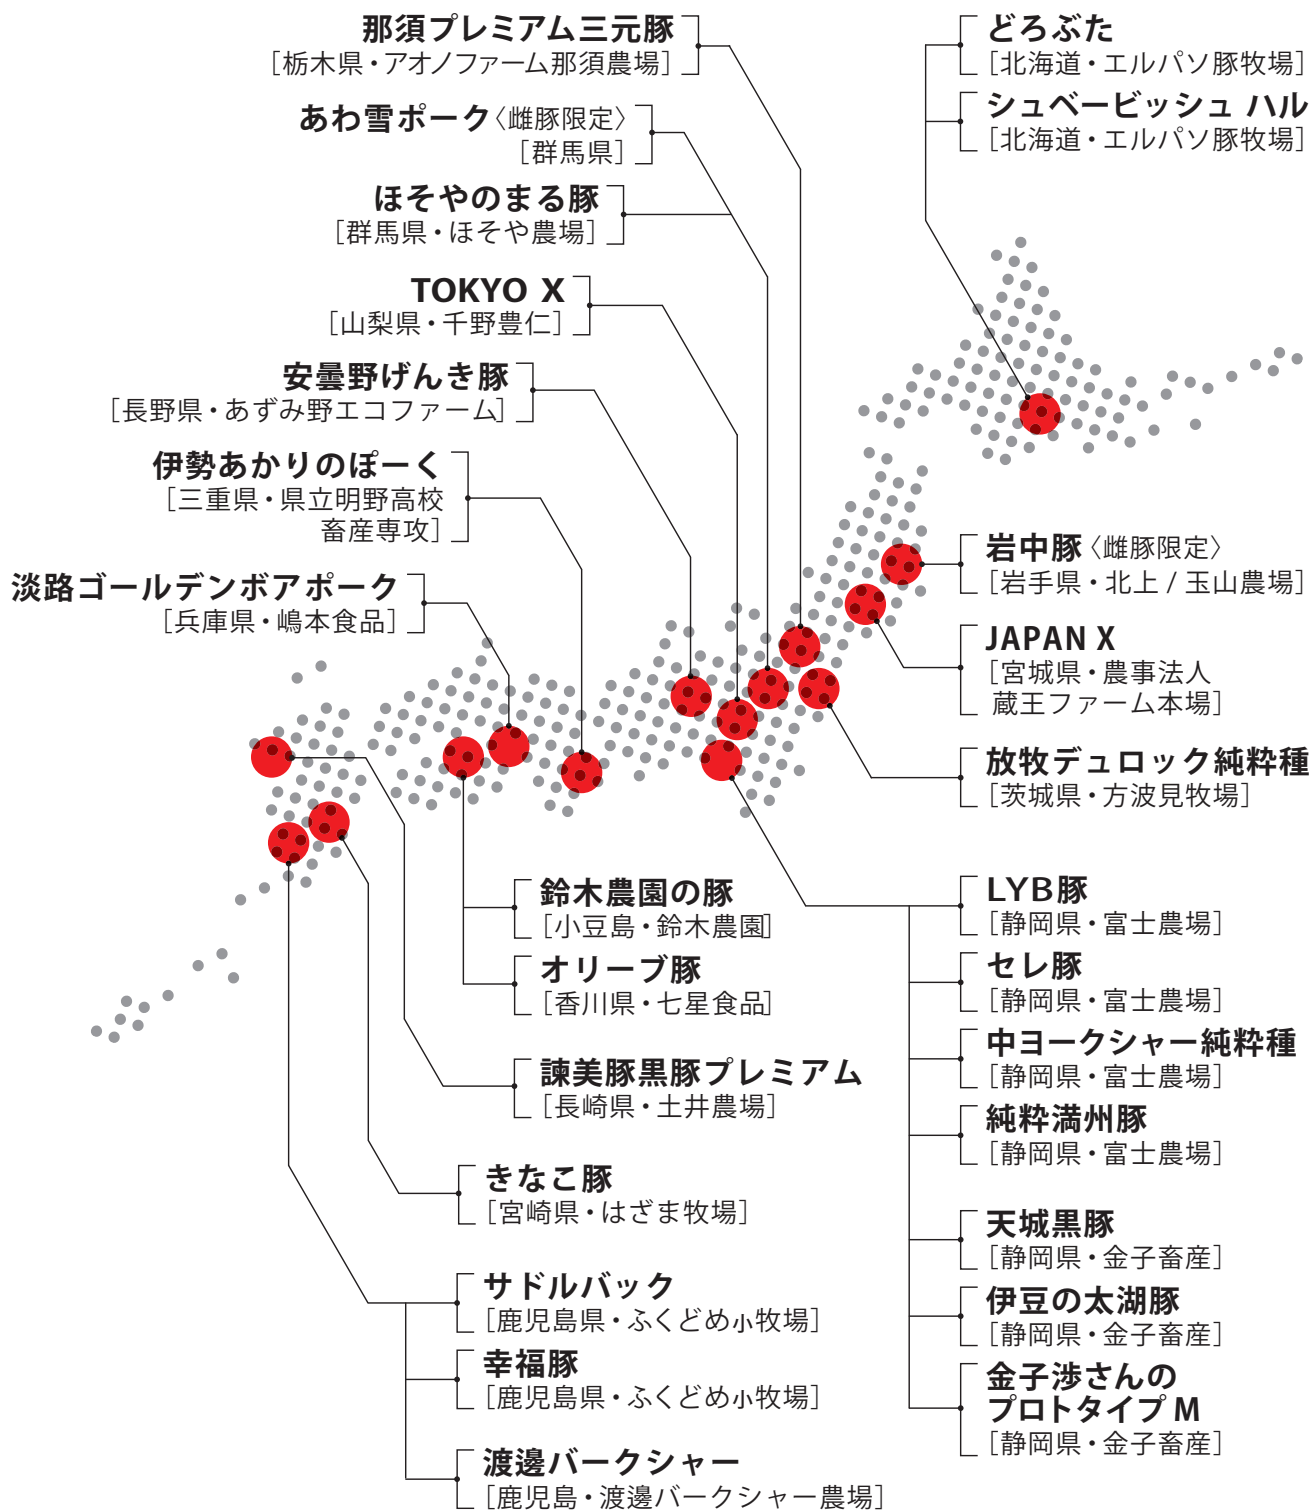 那須プレミアム三元豚
[栃木県・アオノファーム那須農場]
あわ雪ポーク〈雌豚限定〉
[群馬県]
ほそやのまる豚
[群馬県・ほそや農場]
TOKYO X
[山梨県・千野豊仁]
安曇野げんき豚
[長野県・あずみ野エコファーム]
伊勢あかりのぽーく
[三重県・県立明野高校
畜産専攻]
淡路ゴールデンボアポーク
[兵庫県・嶋本食品]
どろぶた
[北海道・エルパソ豚牧場]
シュベービッシュ ハル
[北海道・エルパソ豚牧場]
岩中豚〈雌豚限定〉
[岩手県・北上 / 玉山農場]
JAPAN X
[宮城県・農事法人
蔵王ファーム本場]
放牧デュロック純粋種
[茨城県・方波見牧場]
LYB豚
[静岡県・富士農場]
セレ豚
[静岡県・富士農場]
中ヨークシャー純粋種
[静岡県・富士農場]
純粋満州豚
[静岡県・富士農場]
天城黒豚
[静岡県・金子畜産]
伊豆の太湖豚
[静岡県・金子畜産]
金子渉さんの
プロトタイプ M
[静岡県・金子畜産]
鈴木農園の豚
[小豆島・鈴木農園]
オリーブ豚
[香川県・七星食品]
諫美豚黒豚プレミアム
[長崎県・土井農場]
きなこ豚
[宮崎県・はざま牧場]
サドルバック
[鹿児島県・ふくどめ小牧場]
幸福豚
[鹿児島県・ふくどめ小牧場]
渡邊バークシャー
[鹿児島・渡邊バークシャー農場]